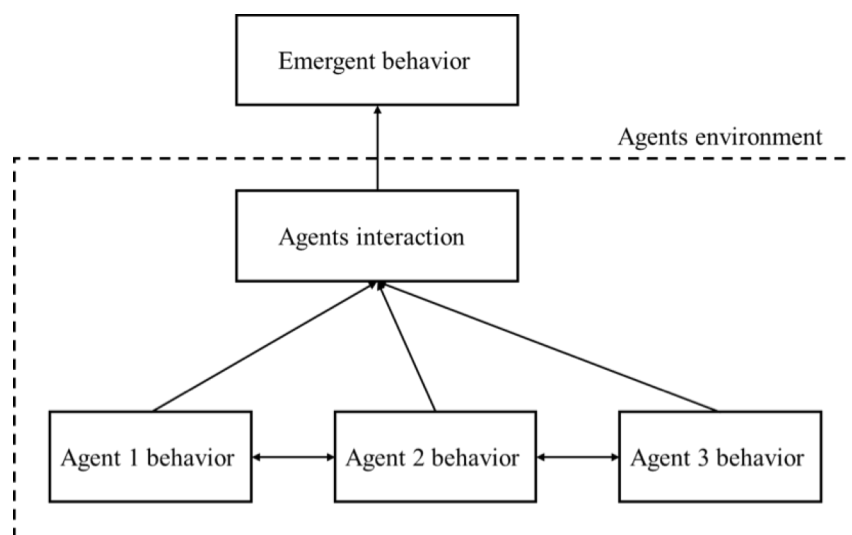 Emergent behavior
Agents environment
Agents interaction
Agent 1 behavior
Agent 2 behavior
Agent 3 behavior